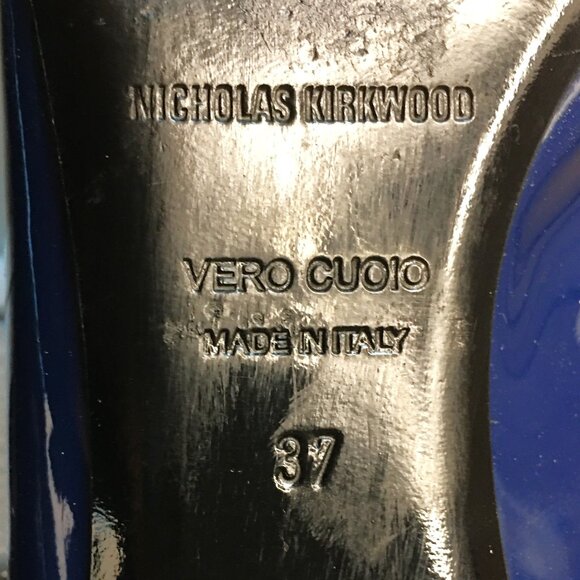 NICHOLAS KIRKWOOD
VERO CUOIO
MADE IN ITALY
37